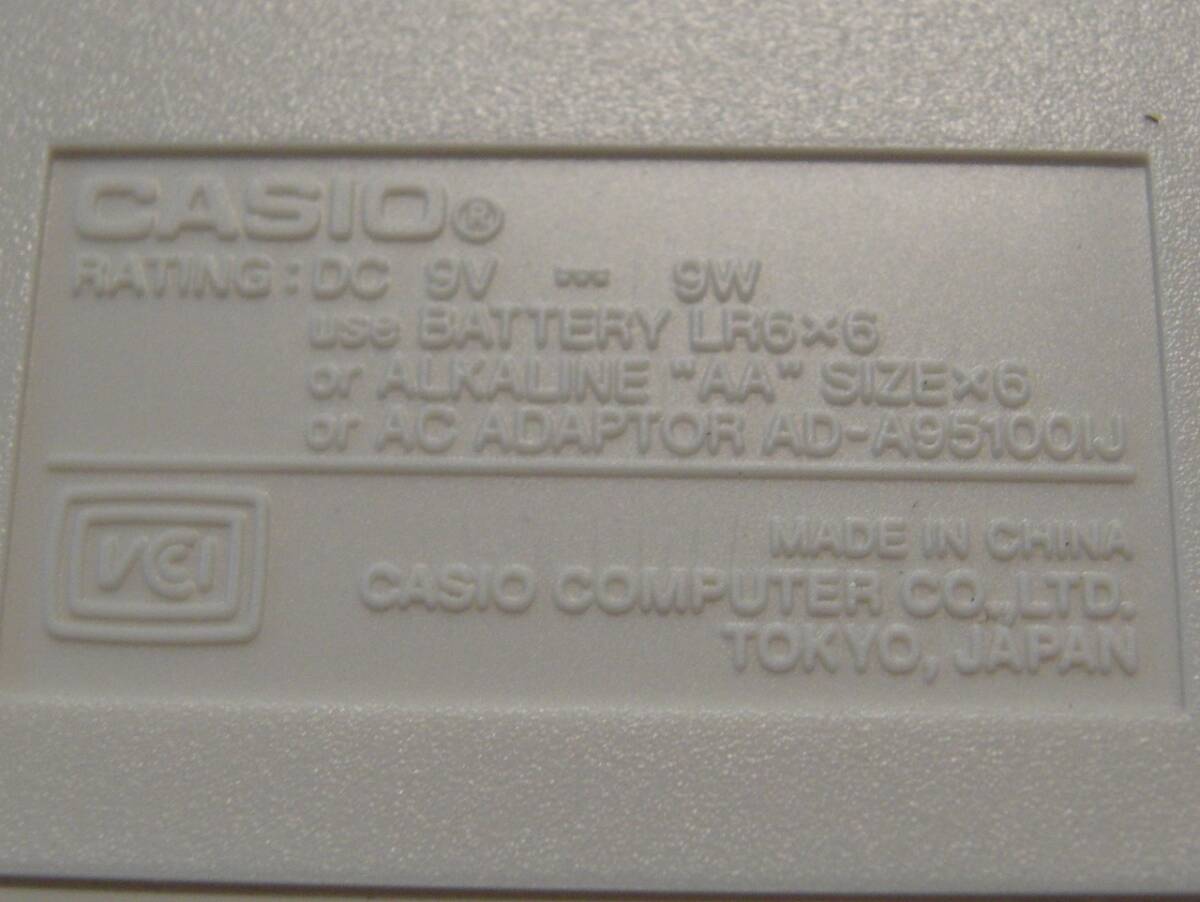 CASIO®
RATING : DC 9V ⎓ 9W
use BATTERY LR6×6
or ALKALINE "AA" SIZE×6
or AC ADAPTOR AD-A95100IJ
VCCI
MADE IN CHINA
CASIO COMPUTER CO.,LTD.
TOKYO, JAPAN